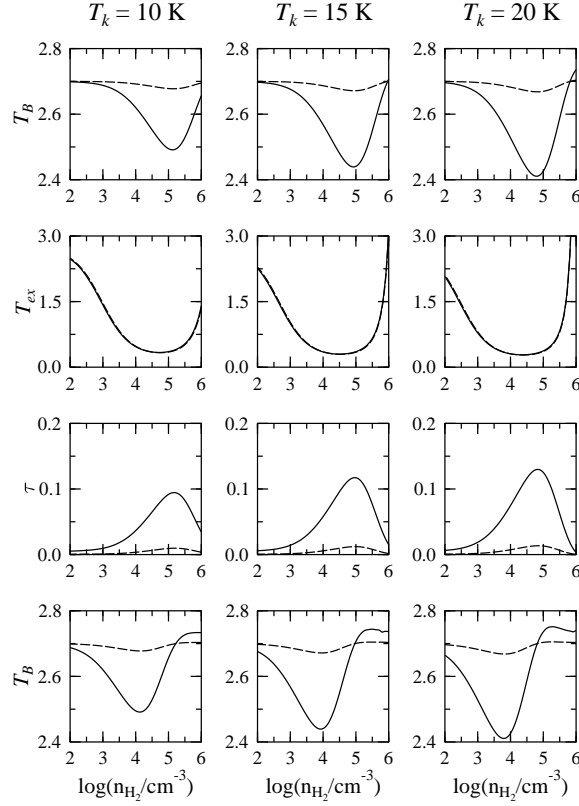 T_k = 10 K T_k = 15 K T_k = 20 K
2.8 2.8 2.8
2.6 2.6 2.6
2.4 2.4 2.4
T_B
2 3 4 5 6 2 3 4 5 6 2 3 4 5 6
3.0 3.0 3.0
1.5 1.5 1.5
0.0 0.0 0.0
T_ex
2 3 4 5 6 2 3 4 5 6 2 3 4 5 6
0.2 0.2 0.2
0.1 0.1 0.1
0.0 0.0 0.0
τ
2 3 4 5 6 2 3 4 5 6 2 3 4 5 6
2.8 2.8 2.8
2.6 2.6 2.6
2.4 2.4 2.4
T_B
2 3 4 5 6 2 3 4 5 6 2 3 4 5 6
log(n_H₂/cm⁻³) log(n_H₂/cm⁻³) log(n_H₂/cm⁻³)